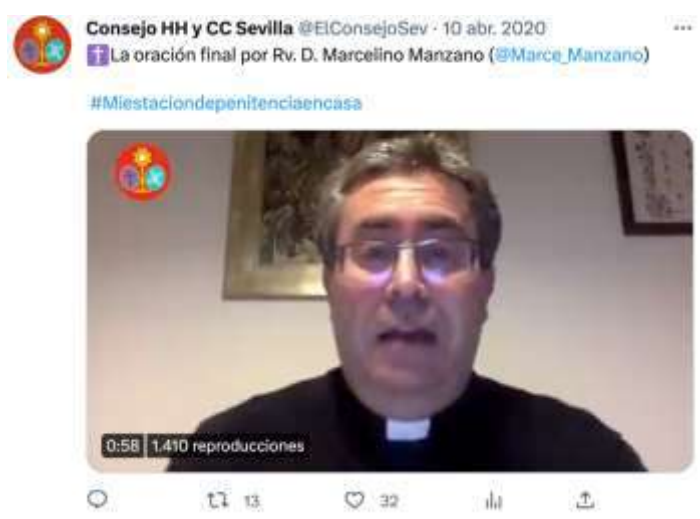 Consejo HH y CC Sevilla @ElConsejoSev · 10 abr. 2020
✝️La oración final por Rv. D. Marcelino Manzano (@Marce_Manzano)
#Miestaciondepenitenciaencasa
0:58 1.410 reproducciones
13 32